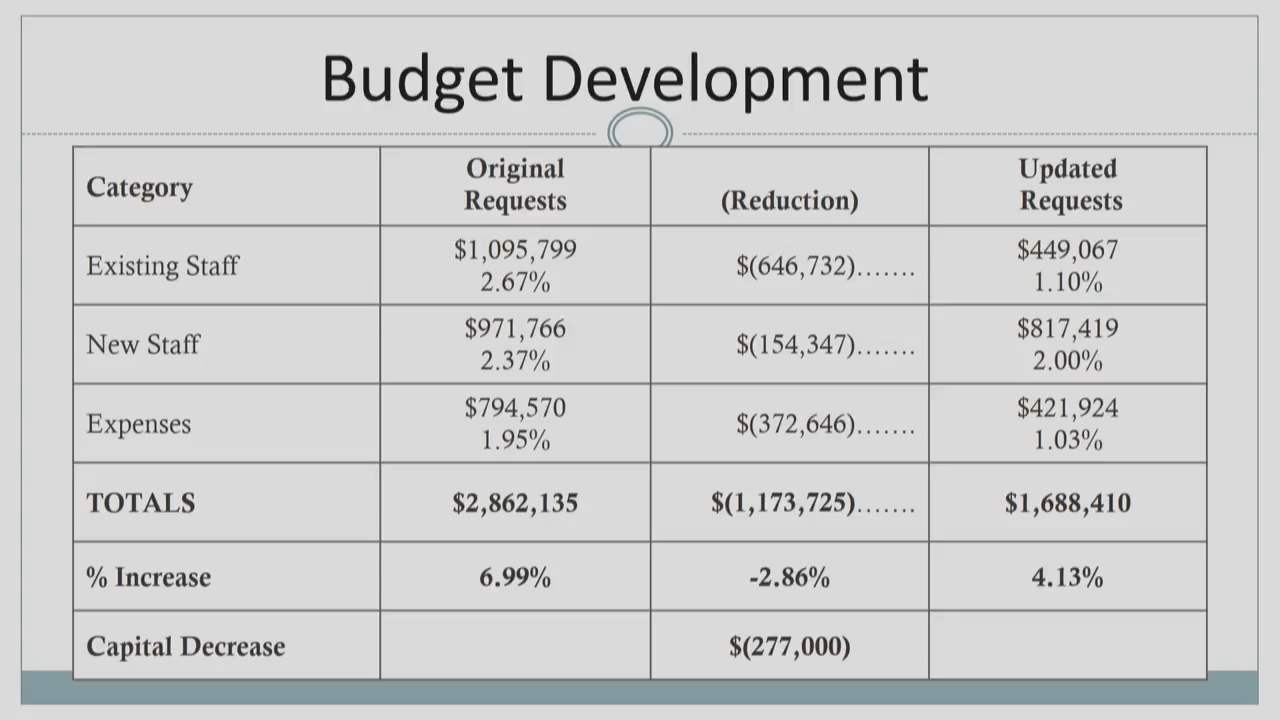 Budget Development
Category
Original
Requests
(Reduction)
Updated
Requests
Existing Staff
$1,095,799
2.67%
$(646,732).......
$449,067
1.10%
New Staff
$971,766
2.37%
$(154,347).......
$817,419
2.00%
Expenses
$794,570
1.95%
$(372,646).......
$421,924
1.03%
TOTALS
$2,862,135
$(1,173,725).......
$1,688,410
% Increase
6.99%
-2.86%
4.13%
Capital Decrease
$(277,000)